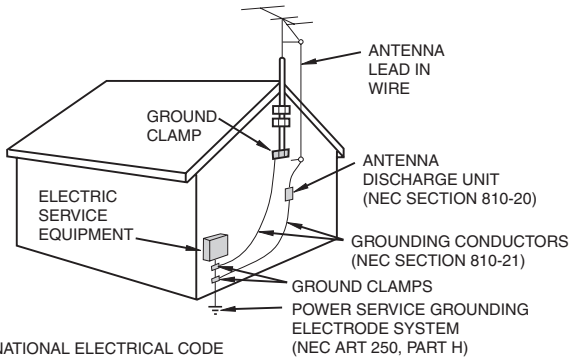 ANTENNA
LEAD IN
WIRE
GROUND
CLAMP
ANTENNA
DISCHARGE UNIT
(NEC SECTION 810-20)
ELECTRIC
SERVICE
EQUIPMENT
GROUNDING CONDUCTORS
(NEC SECTION 810-21)
GROUND CLAMPS
POWER SERVICE GROUNDING
ELECTRODE SYSTEM
(NEC ART 250, PART H)
NATIONAL ELECTRICAL CODE